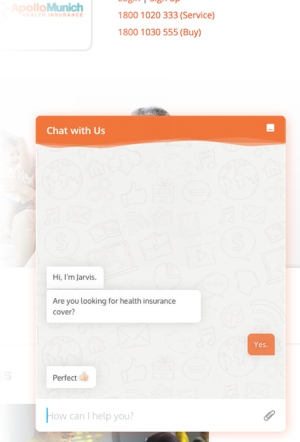 Login | Sign Up
ApolloMunich
HEALTH INSURANCE
1800 1020 333 (Service)
1800 1030 555 (Buy)
Chat with Us
Hi, I'm Jarvis.
Are you looking for health insurance
cover?
Yes.
Perfect 👍🏻
How can I help you?